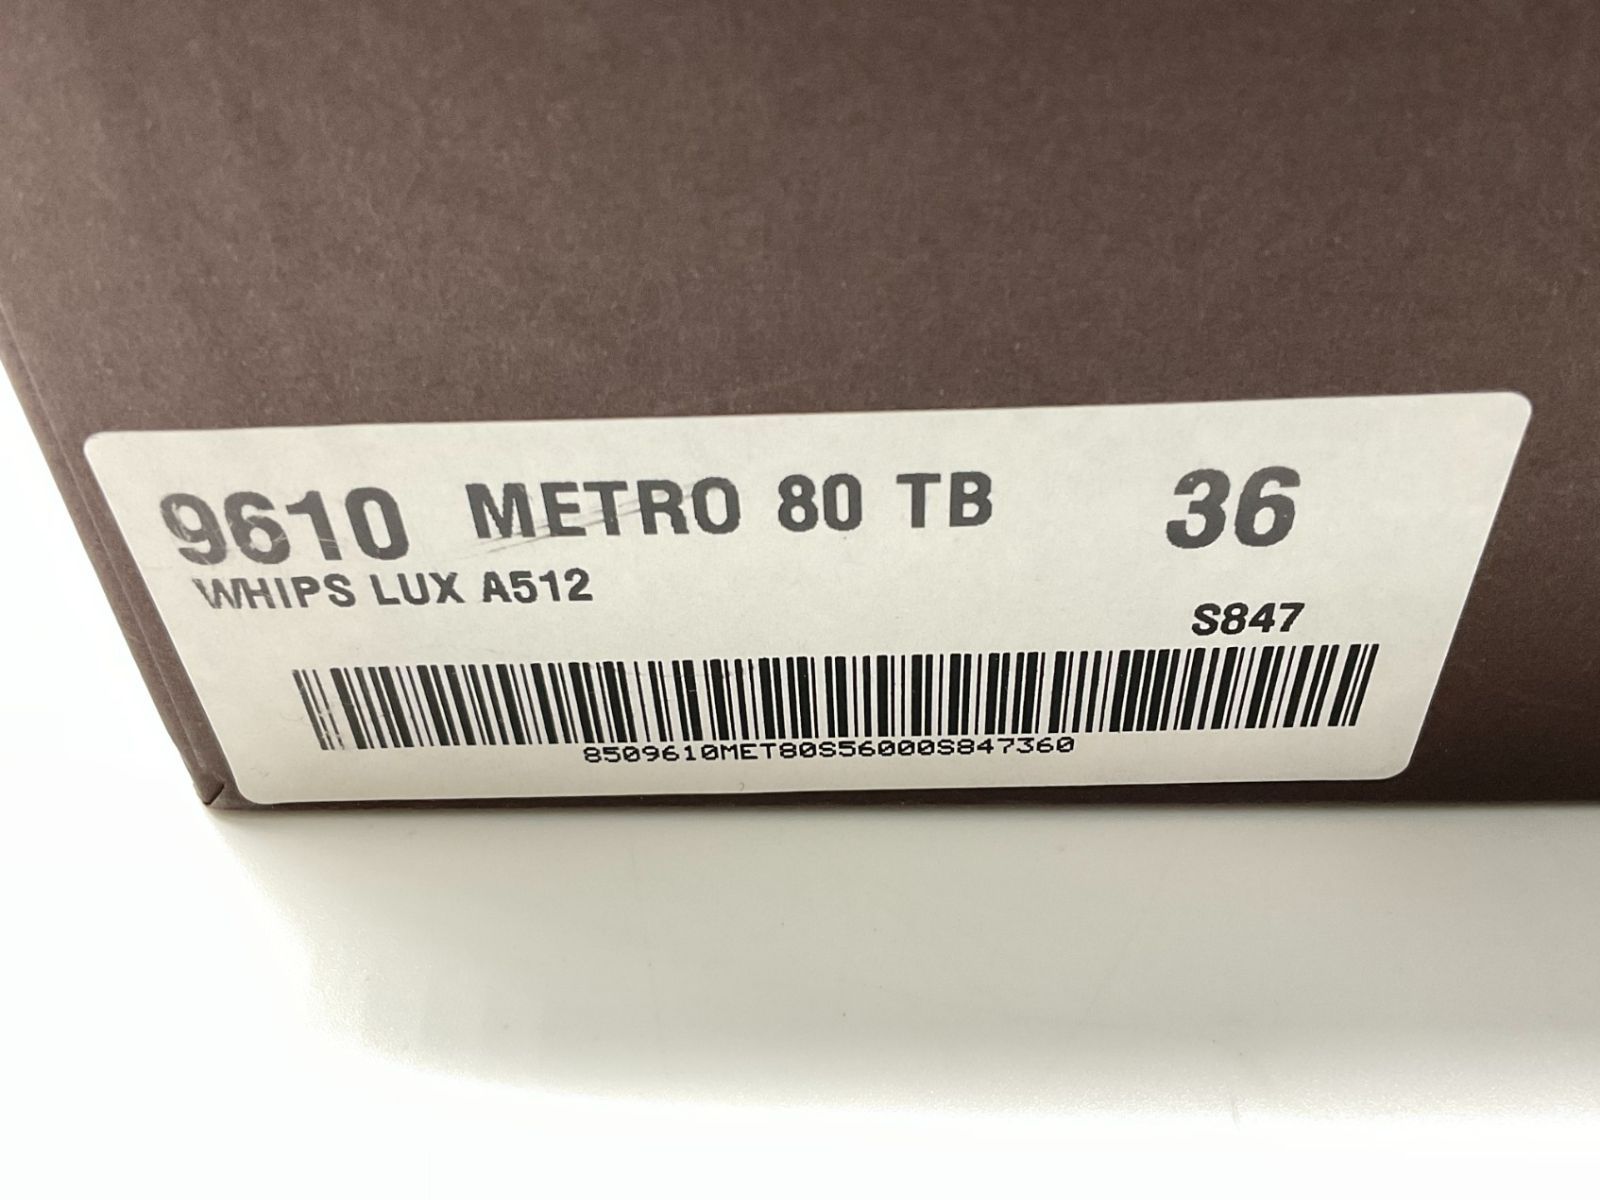 9610 METRO 80 TB 36
WHIPS LUX A512
S847
8509610MET80S56000S847360